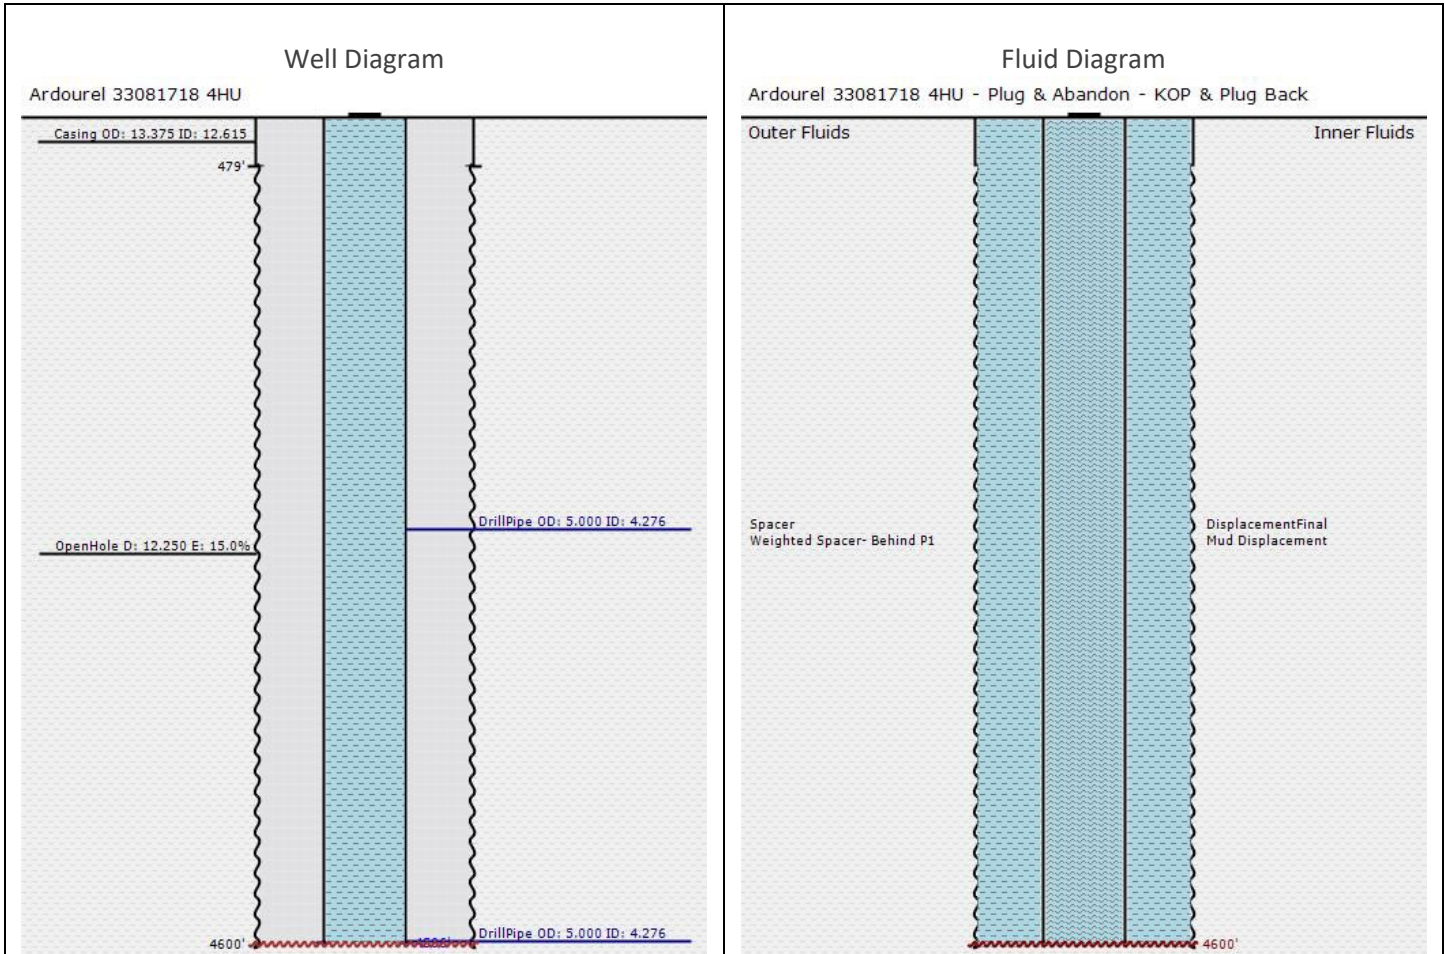 Well Diagram
Ardourel 33081718 4HU
Casing OD: 13.375 ID: 12.615
479'
DrillPipe OD: 5.000 ID: 4.276
OpenHole D: 12.250 E: 15.0%
DrillPipe OD: 5.000 ID: 4.276
4600'
Fluid Diagram
Ardourel 33081718 4HU - Plug & Abandon - KOP & Plug Back
Outer Fluids
Inner Fluids
Spacer
Weighted Spacer- Behind P1
DisplacementFinal
Mud Displacement
4600'